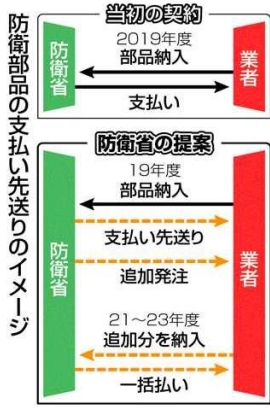 防衛部品の支払い先送りのイメージ
当初の契約
防衛省
業者
2019年度
部品納入
支払い
防衛省の提案
防衛省
業者
19年度
部品納入
支払い先送り
追加発注
21～23年度
追加分を納入
一括払い